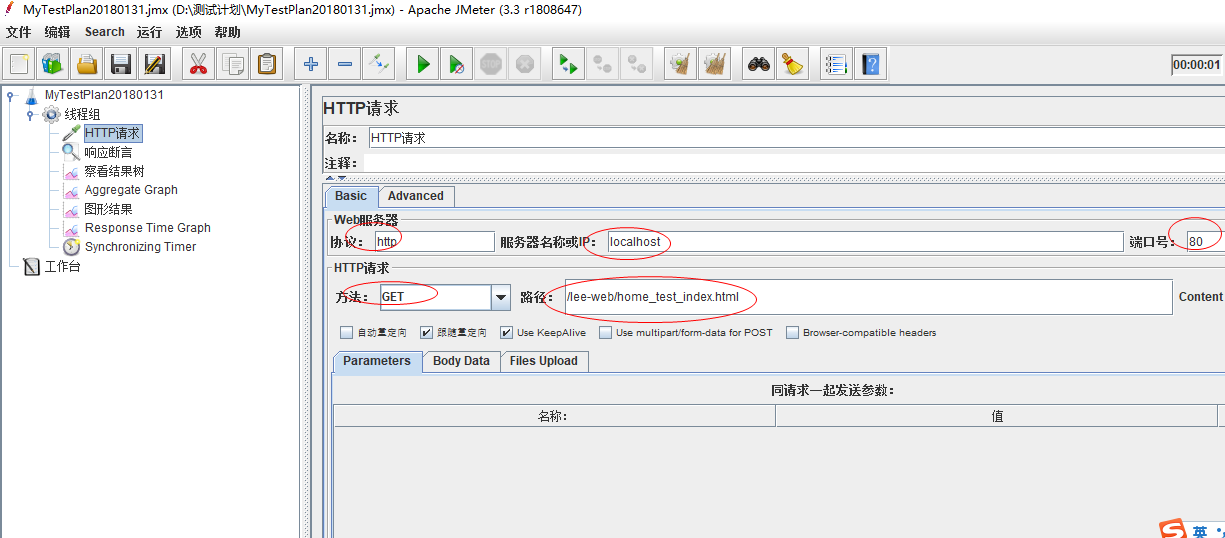 MyTestPlan20180131.jmx (D:\测试计划\MyTestPlan20180131.jmx) - Apache JMeter (3.3 r1808647)
文件 编辑 Search 运行 选项 帮助
00:00:01
MyTestPlan20180131
线程组
HTTP请求
响应断言
察看结果树
Aggregate Graph
图形结果
Response Time Graph
Synchronizing Timer
工作台
HTTP请求
名称： HTTP请求
注释：
Basic Advanced
Web服务器
协议： http 服务器名称或IP： localhost 端口号： 80
HTTP请求
方法： GET 路径： /lee-web/home_test_index.html Content
自动重定向 跟随重定向 Use KeepAlive Use multipart/form-data for POST Browser-compatible headers
Parameters Body Data Files Upload
同请求一起发送参数：
名称： 值
英